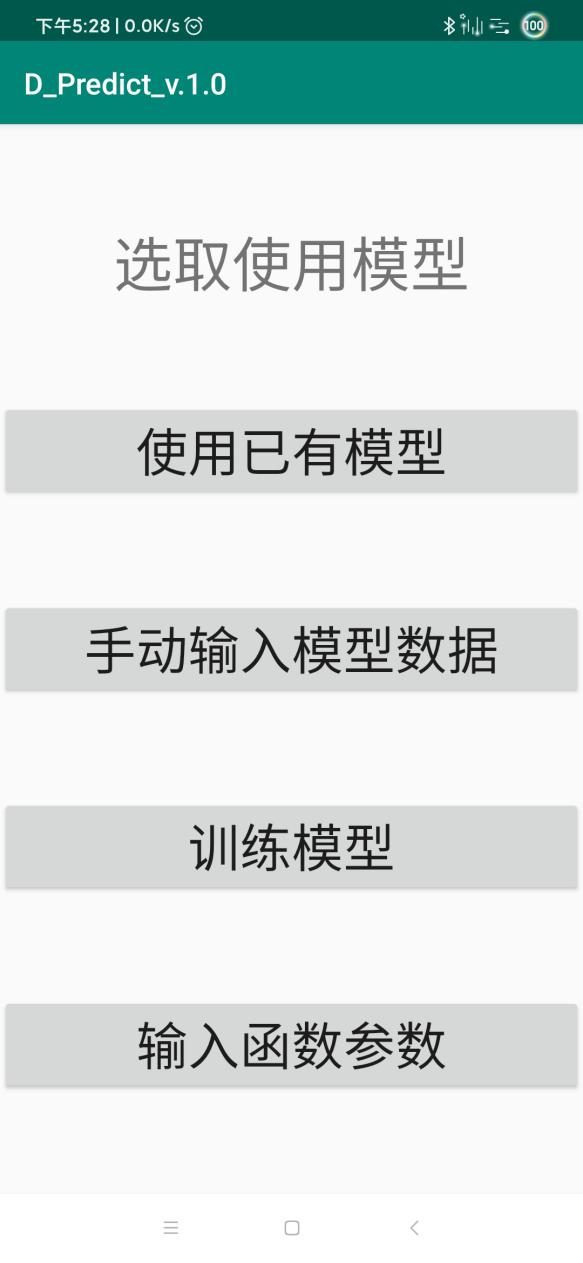 下午5:28 | 0.0K/s
100
D_Predict_v.1.0
选取使用模型
使用已有模型
手动输入模型数据
训练模型
输入函数参数